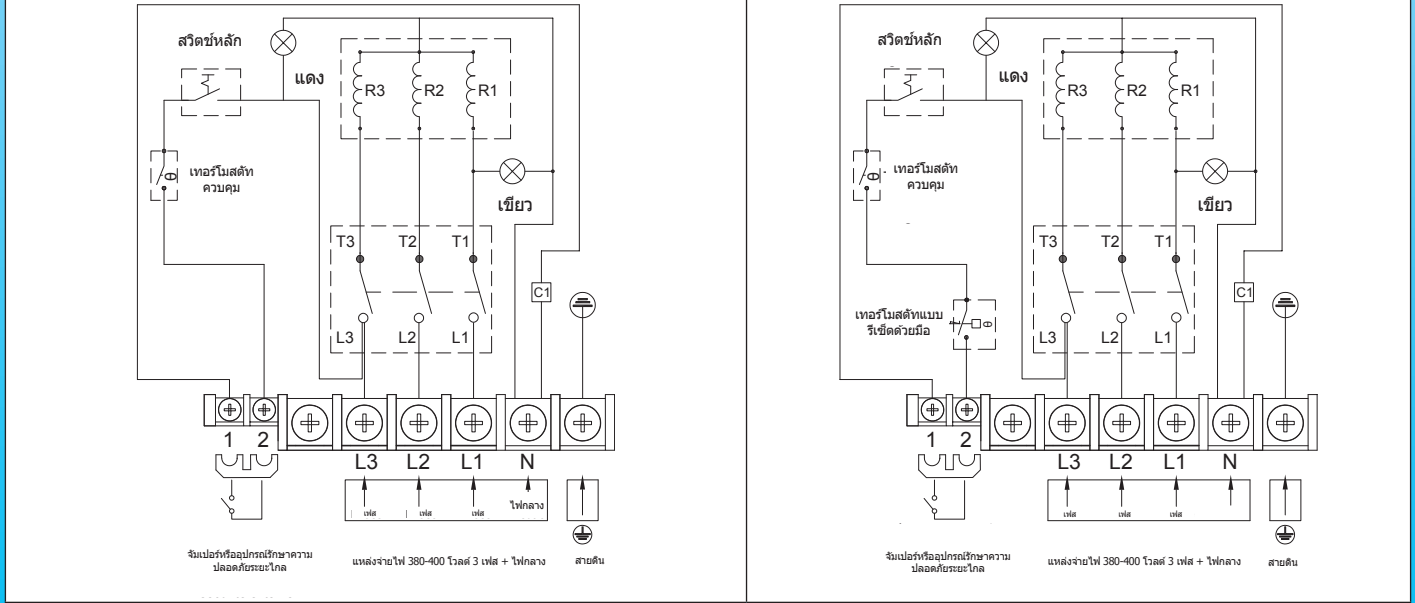 สวิตช์หลัก
แดง
R3 R2 R1
เทอร์โมสตัท
ควบคุม
θ
เขียว
T3 T2 T1
C1
L3 L2 L1
1 2
L3 L2 L1 N
ไฟกลาง
เฟส เฟส เฟส
จัมเปอร์หรืออุปกรณ์รักษาความ
ปลอดภัยระยะไกล
แหล่งจ่ายไฟ 380-400 โวลต์ 3 เฟส + ไฟกลาง
สายดิน
สวิตช์หลัก
แดง
R3 R2 R1
เทอร์โมสตัท
ควบคุม
θ
เขียว
T3 T2 T1
C1
เทอร์โมสตัทแบบ
รีเซ็ตด้วยมือ
θ
L3 L2 L1
1 2
L3 L2 L1 N
เฟส เฟส เฟส
จัมเปอร์หรืออุปกรณ์รักษาความ
ปลอดภัยระยะไกล
แหล่งจ่ายไฟ 380-400 โวลต์ 3 เฟส + ไฟกลาง
สายดิน